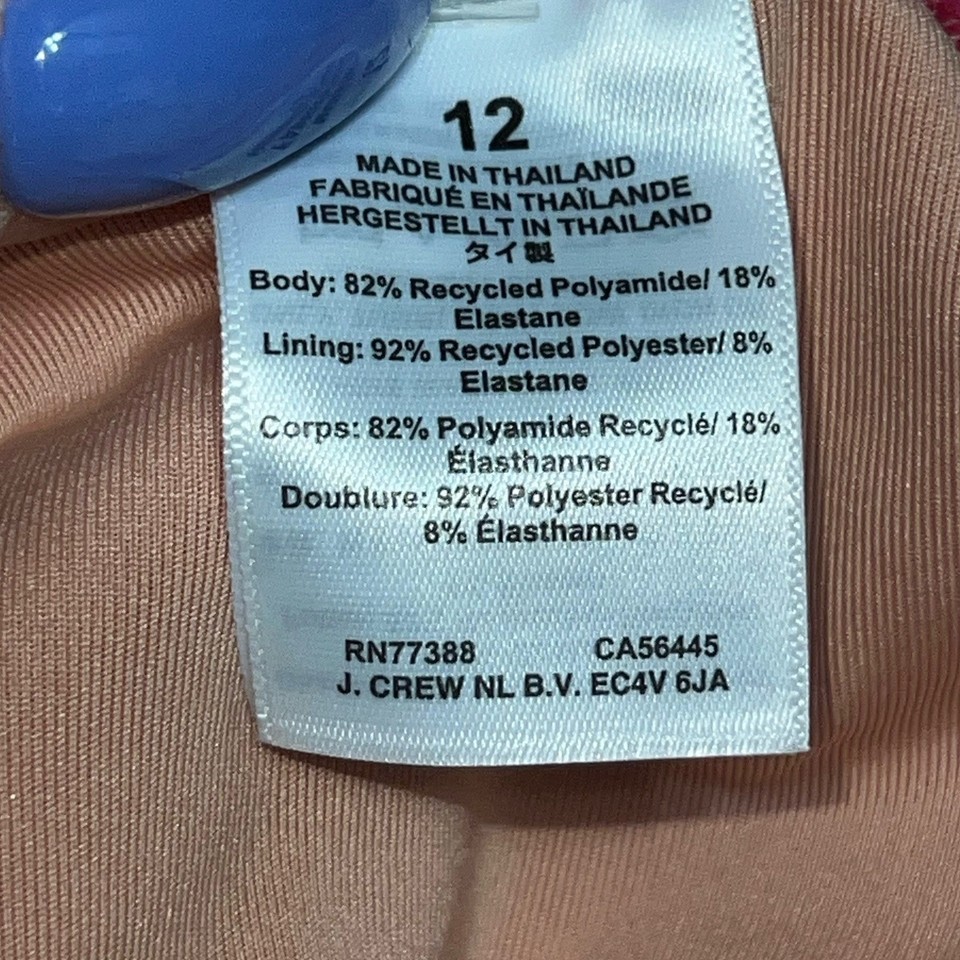 12
MADE IN THAILAND
FABRIQUÉ EN THAÏLANDE
HERGESTELLT IN THAILAND
タイ製
Body: 82% Recycled Polyamide/ 18%
Elastane
Lining: 92% Recycled Polyester/ 8%
Elastane
Corps: 82% Polyamide Recyclé/ 18%
Élasthanne
Doublure: 92% Polyester Recyclé/
8% Élasthanne
RN77388 CA56445
J. CREW NL B.V. EC4V 6JA